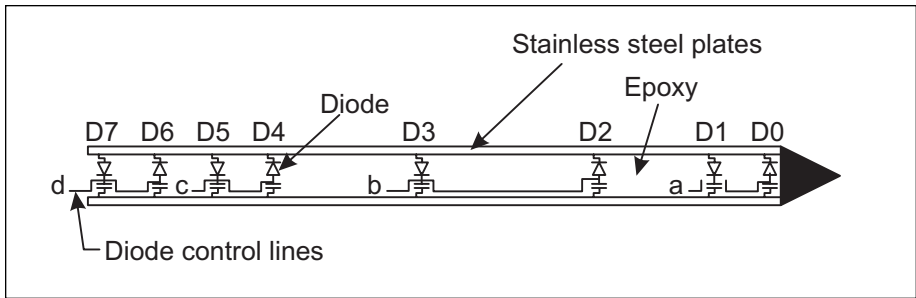 Stainless steel plates
Epoxy
Diode
D7 D6 D5 D4 D3 D2 D1 D0
d c b a
Diode control lines